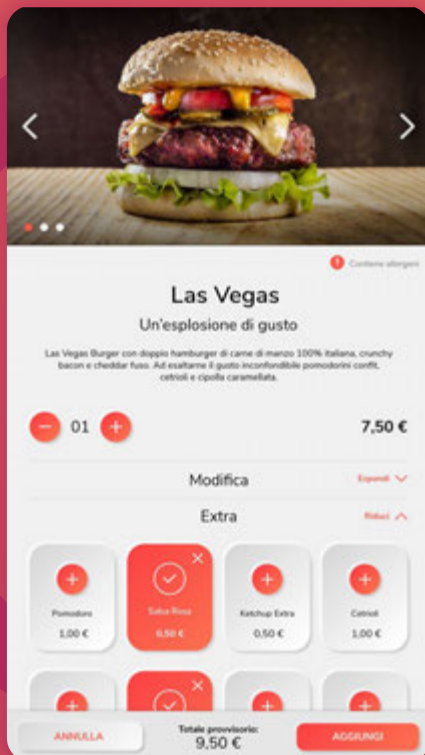 Contiene allergeni
Las Vegas
Un'esplosione di gusto
Las Vegas Burger con doppio hamburger di carne di manzo 100% italiana, crunchy
bacon e cheddar fuso. Ad esaltarne il gusto inconfondibile pomodorini confit,
cetrioli e cipolla caramellata.
01
7,50 €
Modifica
Espandi
Extra
Riduci
Pomodoro
Salsa Rosa
Ketchup Extra
Cetrioli
1,00 €
0,50 €
0,50 €
1,00 €
ANNULLA
Totale provvisorio:
9,50 €
AGGIUNGI